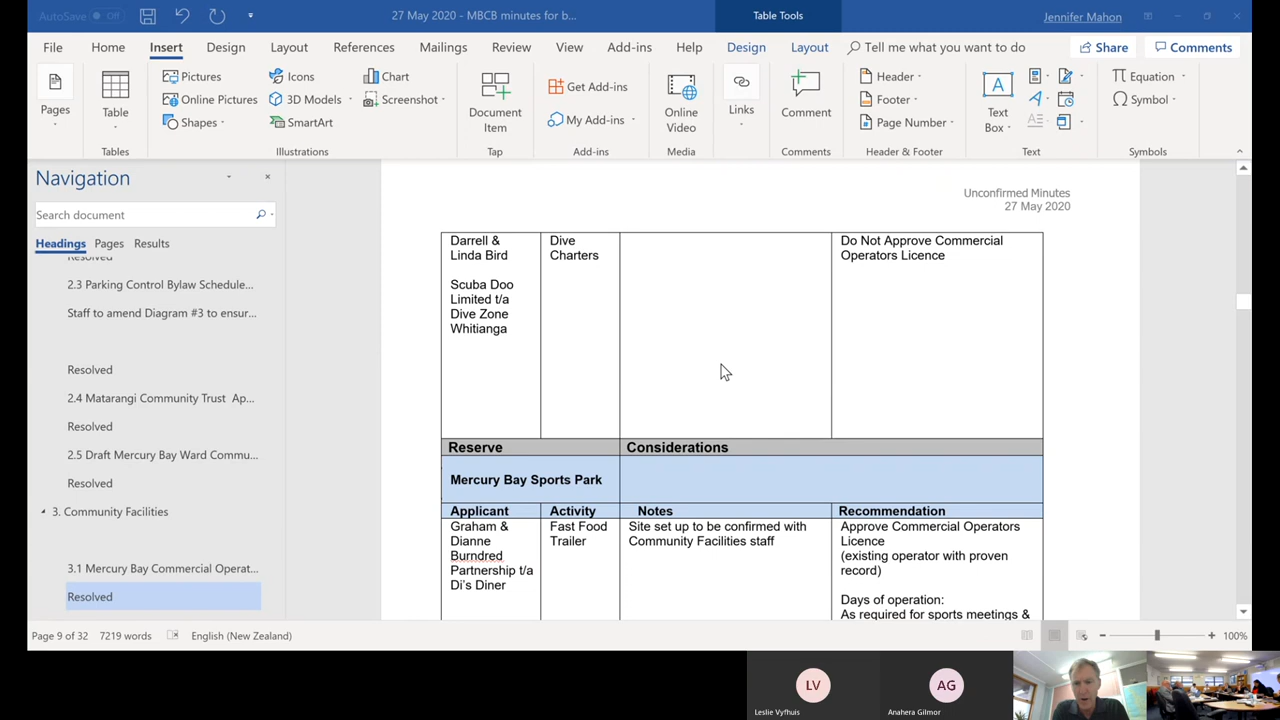 AutoSave Off
27 May 2020 - MBCB minutes for b...
Table Tools
Jennifer Mahon
File Home Insert Design Layout References Mailings Review View Add-ins Help Design Layout Tell me what you want to do Share Comments
Pages
Table
Tables
Pictures
Online Pictures
Shapes
Icons
3D Models
SmartArt
Chart
Screenshot
Illustrations
Document
Item
Tap
Get Add-ins
My Add-ins
Add-ins
Online
Video
Media
Links
Comment
Comments
Header
Footer
Page Number
Header & Footer
Text
Box
Text
Equation
Symbol
Symbols
Navigation
Search document
Headings Pages Results
Resolved
2.3 Parking Control Bylaw Schedule...
Staff to amend Diagram #3 to ensur...
Resolved
2.4 Matarangi Community Trust Ap...
Resolved
2.5 Draft Mercury Bay Ward Commu...
Resolved
3. Community Facilities
3.1 Mercury Bay Commercial Operat...
Resolved
Unconfirmed Minutes
27 May 2020
Darrell &
Linda Bird
Scuba Doo
Limited t/a
Dive Zone
Whitianga
Dive
Charters
Do Not Approve Commercial
Operators Licence
Reserve Considerations
Mercury Bay Sports Park
Applicant Activity Notes Recommendation
Graham &
Dianne
Burndred
Partnership t/a
Di's Diner
Fast Food
Trailer
Site set up to be confirmed with
Community Facilities staff
Approve Commercial Operators
Licence
(existing operator with proven
record)
Days of operation:
As required for sports meetings &
Page 9 of 32 7219 words English (New Zealand) 100%
LV
Leslie Vyfhuis
AG
Anahera Gilmor